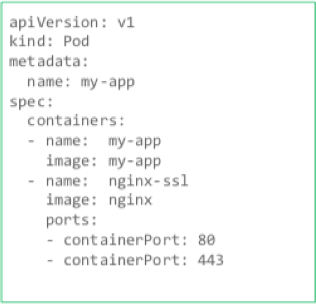 apiVersion: v1
kind: Pod
metadata:
  name: my-app
spec:
  containers:
  - name:  my-app
    image: my-app
  - name:  nginx-ssl
    image: nginx
    ports:
    - containerPort: 80
    - containerPort: 443